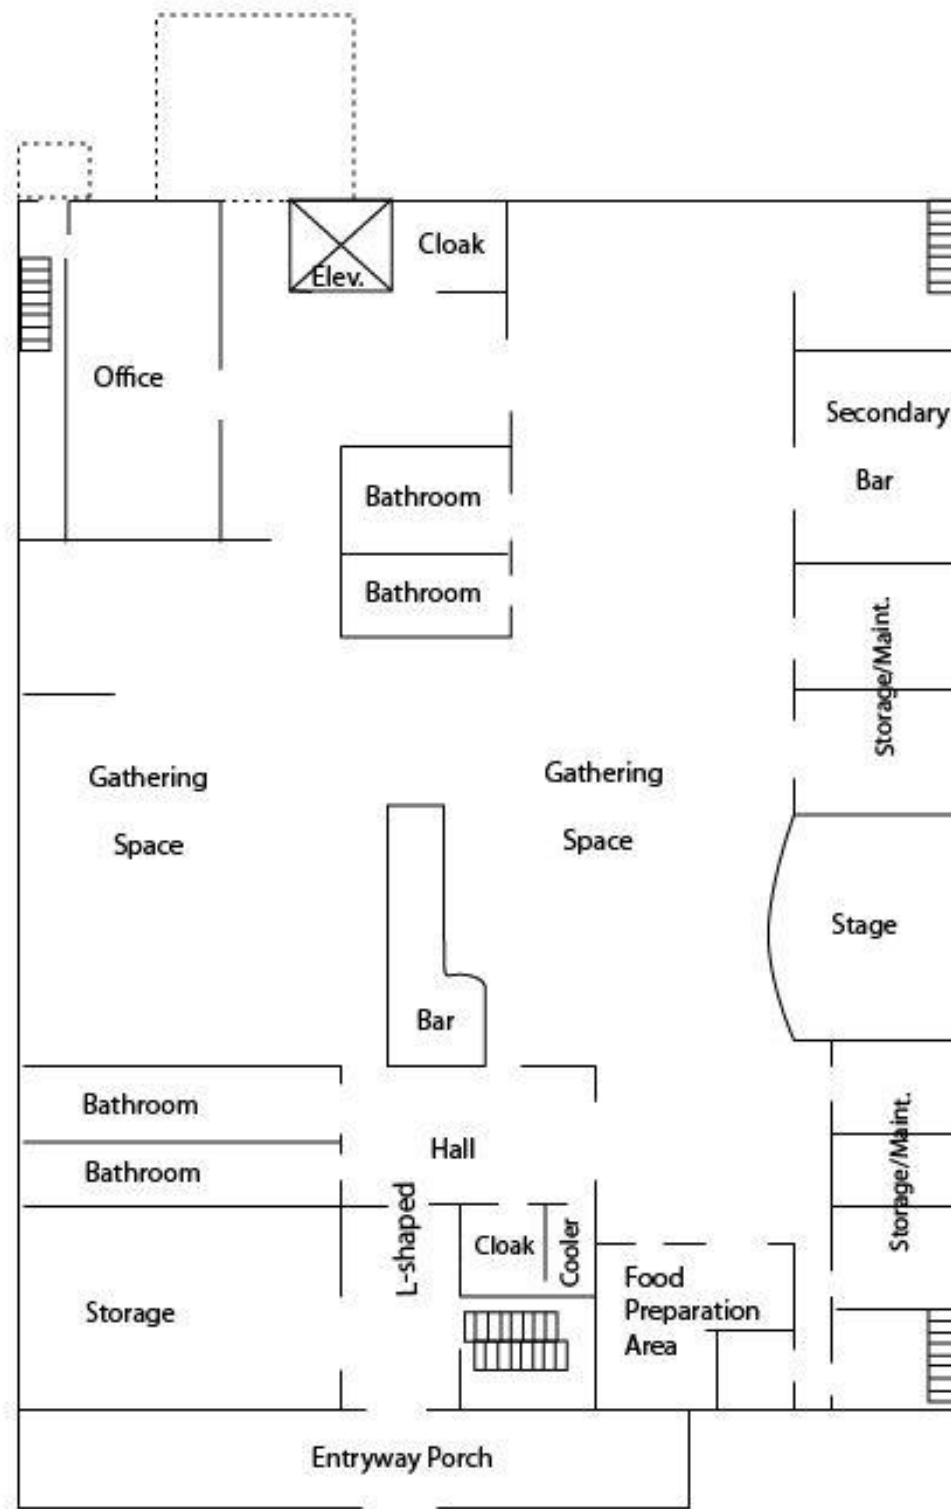 Cloak
Elev.
Office
Secondary
Bar
Bathroom
Bathroom
Storage/Maint.
Gathering
Space
Gathering
Space
Stage
Bar
Bathroom
Hall
Bathroom
Storage/Maint.
L-shaped
Cloak
Cooler
Food
Preparation
Area
Storage
Entryway Porch